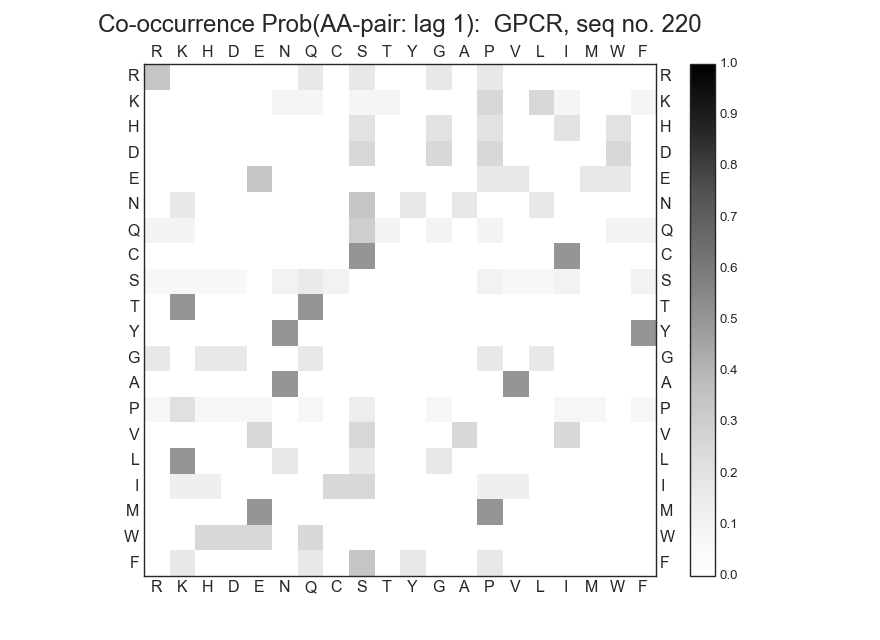 Co-occurrence Prob(AA-pair: lag 1):  GPCR, seq no. 220
R K H D E N Q C S T Y G A P V L I M W F
R R 1.0
K K 0.9
H H
D D 0.8
E E
N N 0.7
Q Q
C C 0.6
S S
T T 0.5
Y Y
G G 0.4
A A
P P 0.3
V V
L L 0.2
I I
M M 0.1
W W
F F 0.0
R K H D E N Q C S T Y G A P V L I M W F